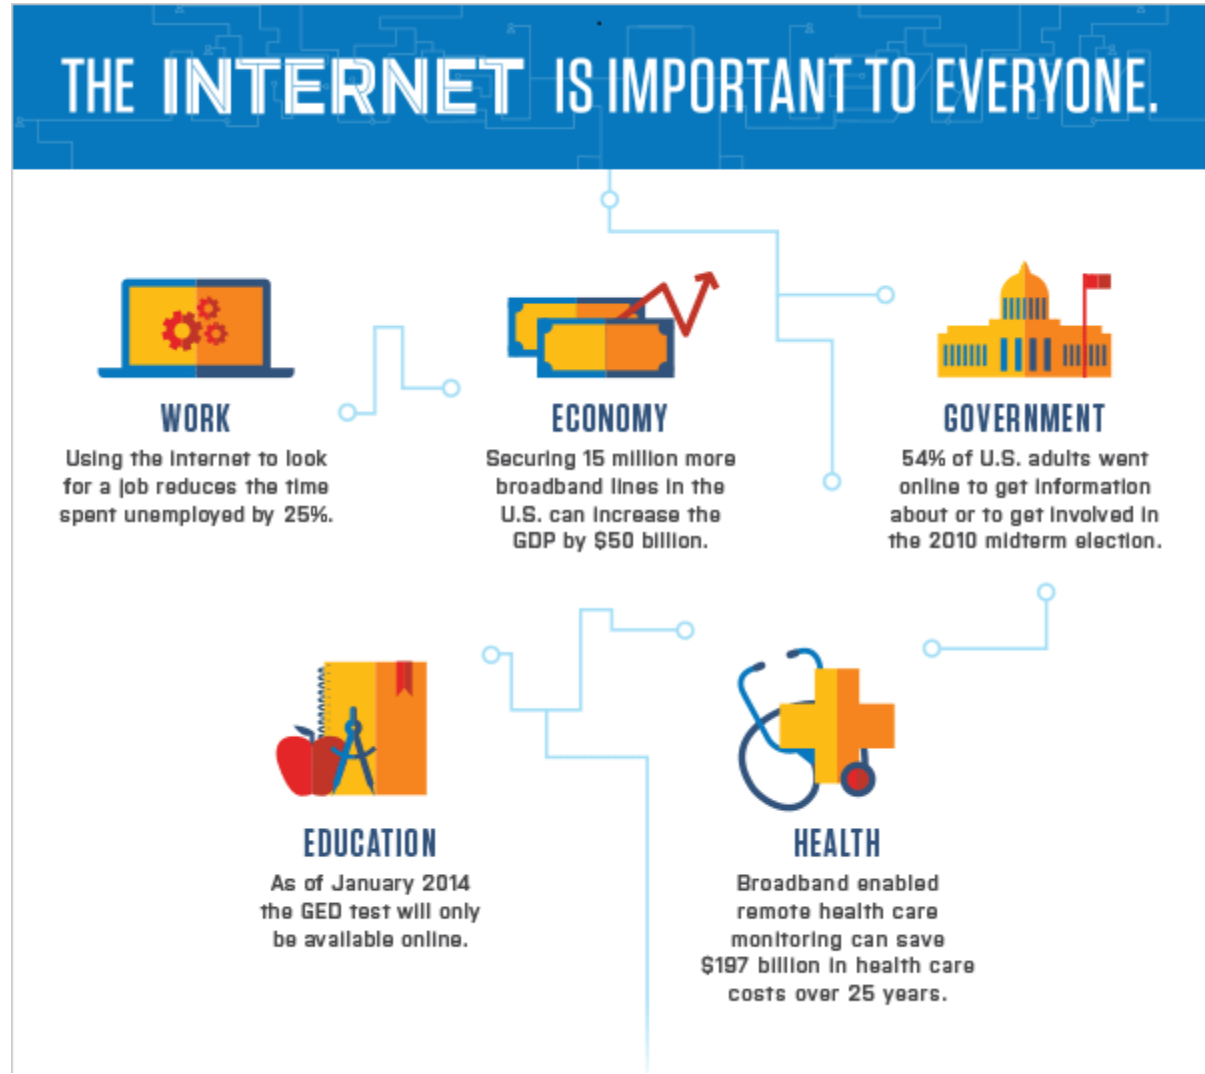 THE INTERNET IS IMPORTANT TO EVERYONE.
WORK
Using the Internet to look
for a job reduces the time
spent unemployed by 25%.
ECONOMY
Securing 15 million more
broadband lines in the
U.S. can increase the
GDP by $50 billion.
GOVERNMENT
54% of U.S. adults went
online to get information
about or to get involved in
the 2010 midterm election.
EDUCATION
As of January 2014
the GED test will only
be available online.
HEALTH
Broadband enabled
remote health care
monitoring can save
$197 billion in health care
costs over 25 years.